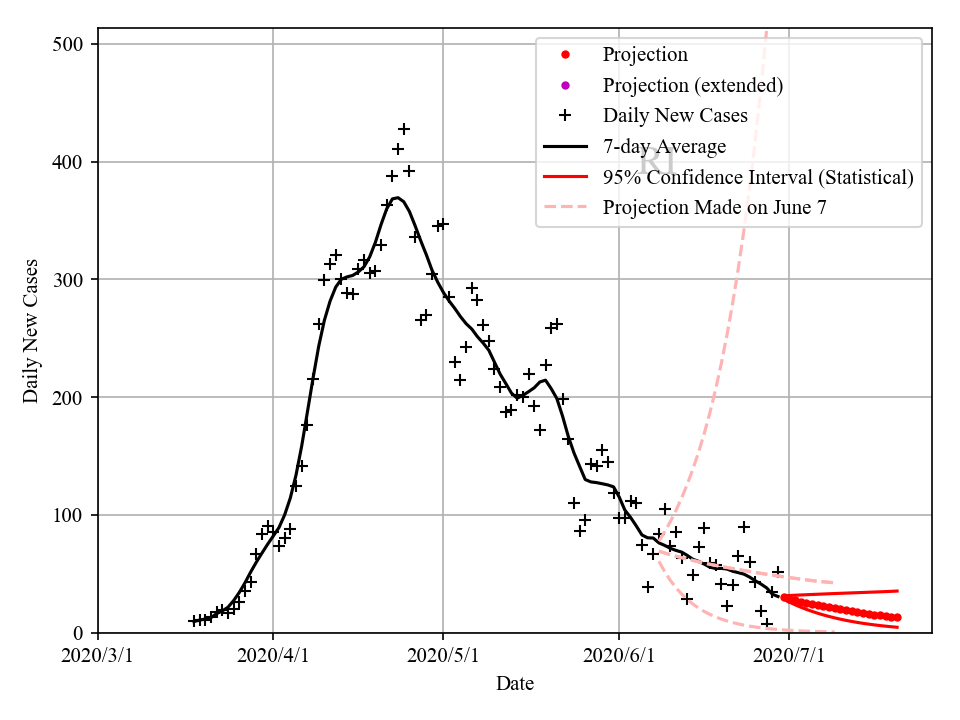 500
400
300
200
100
0
Daily New Cases
RI
Projection
Projection (extended)
Daily New Cases
7-day Average
95% Confidence Interval (Statistical)
Projection Made on June 7
2020/3/1 2020/4/1 2020/5/1 2020/6/1 2020/7/1
Date